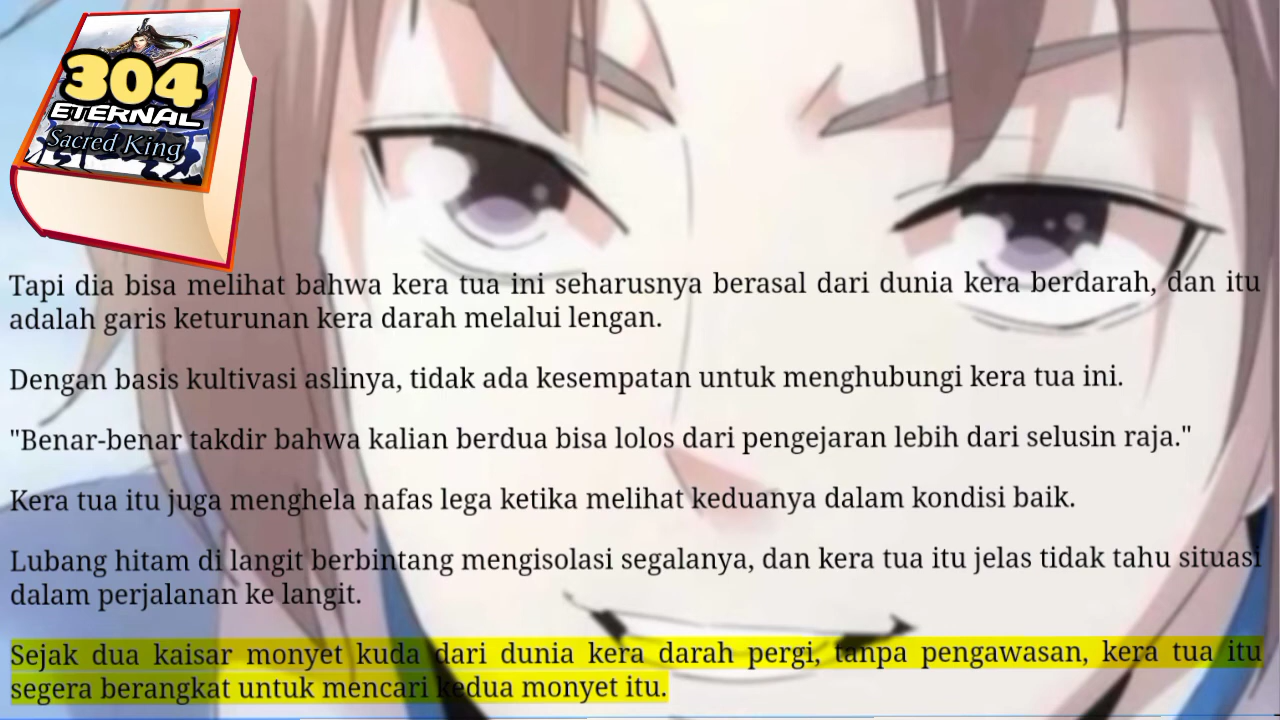 304
ETERNAL
Sacred King
Tapi dia bisa melihat bahwa kera tua ini seharusnya berasal dari dunia kera berdarah, dan itu
adalah garis keturunan kera darah melalui lengan.
Dengan basis kultivasi aslinya, tidak ada kesempatan untuk menghubungi kera tua ini.
"Benar-benar takdir bahwa kalian berdua bisa lolos dari pengejaran lebih dari selusin raja."
Kera tua itu juga menghela nafas lega ketika melihat keduanya dalam kondisi baik.
Lubang hitam di langit berbintang mengisolasi segalanya, dan kera tua itu jelas tidak tahu situasi
dalam perjalanan ke langit.
Sejak dua kaisar monyet kuda dari dunia kera darah pergi, tanpa pengawasan, kera tua itu
segera berangkat untuk mencari kedua monyet itu.